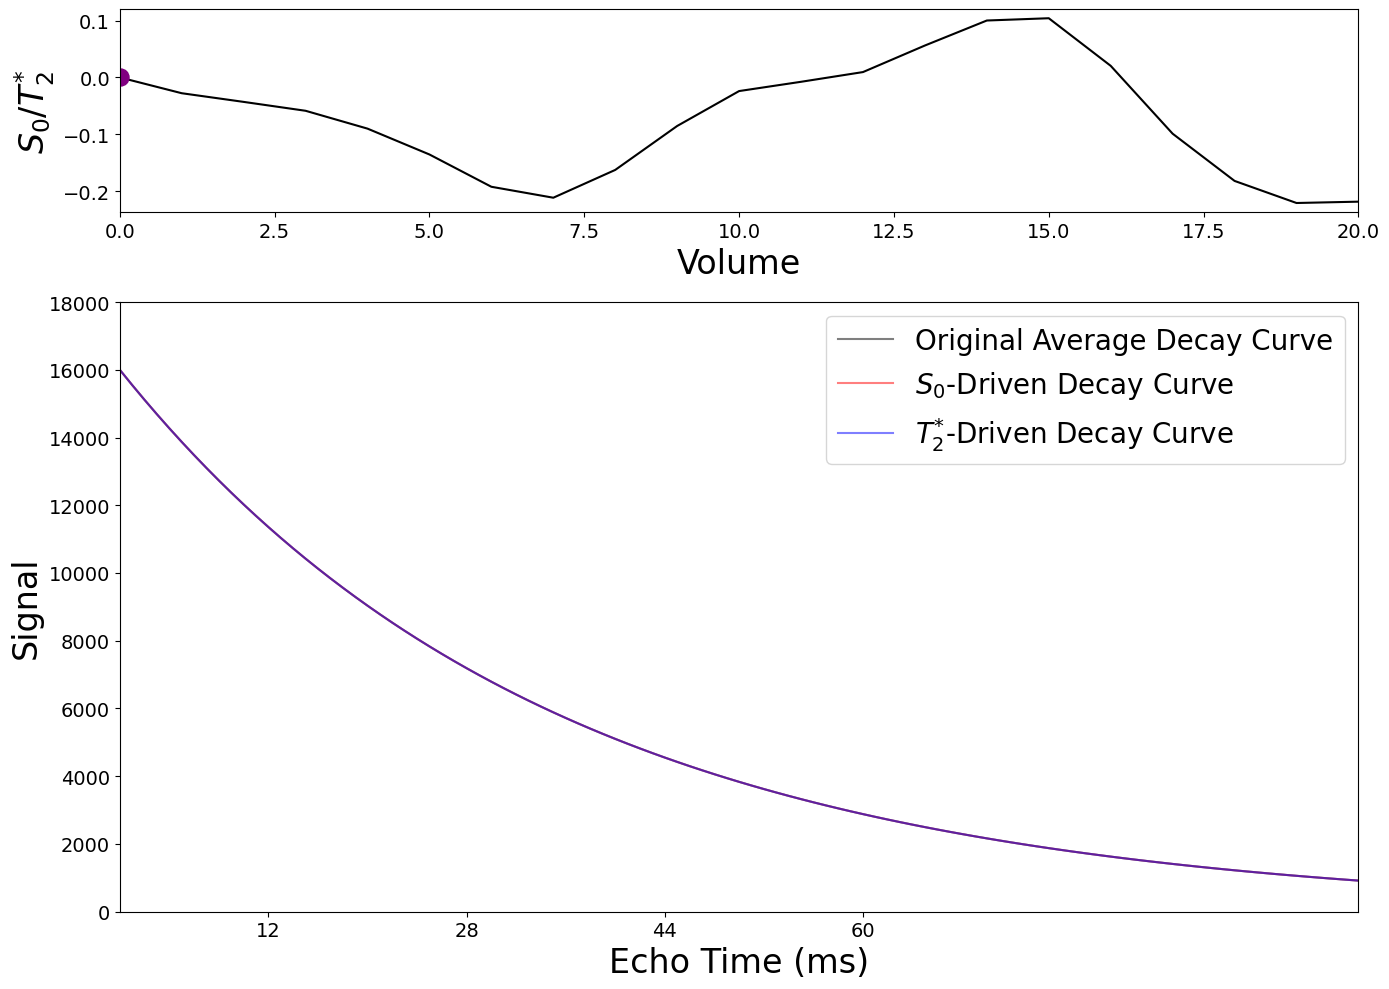 0.1
0.0
−0.1
−0.2
S₀/T₂*
0.0 2.5 5.0 7.5 10.0 12.5 15.0 17.5 20.0
Volume
18000
16000
14000
12000
10000
8000
6000
4000
2000
0
Signal
Original Average Decay Curve
S₀-Driven Decay Curve
T₂*-Driven Decay Curve
12 28 44 60
Echo Time (ms)